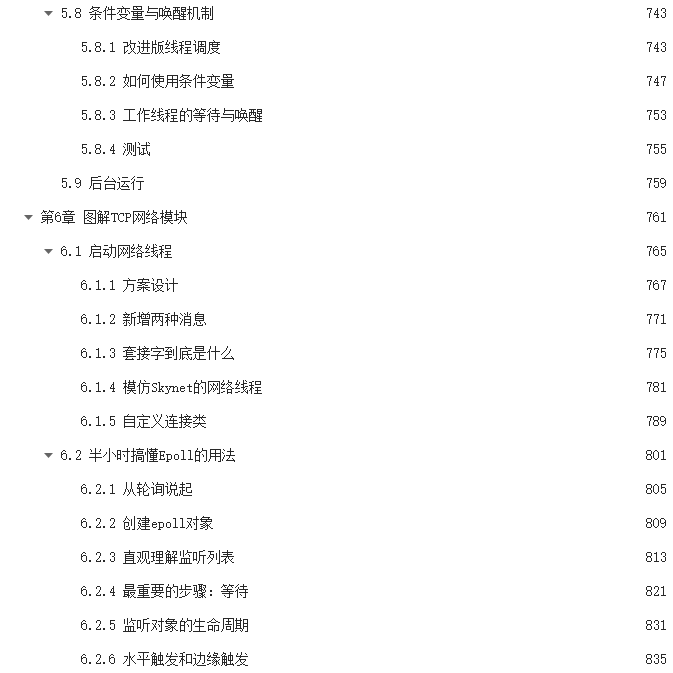 5.8 条件变量与唤醒机制 743
5.8.1 改进版线程调度 743
5.8.2 如何使用条件变量 747
5.8.3 工作线程的等待与唤醒 753
5.8.4 测试 755
5.9 后台运行 759
第6章 图解TCP网络模块 761
6.1 启动网络线程 765
6.1.1 方案设计 767
6.1.2 新增两种消息 771
6.1.3 套接字到底是什么 775
6.1.4 模仿Skynet的网络线程 781
6.1.5 自定义连接类 789
6.2 半小时搞懂Epoll的用法 801
6.2.1 从轮询说起 805
6.2.2 创建epoll对象 809
6.2.3 直观理解监听列表 813
6.2.4 最重要的步骤：等待 821
6.2.5 监听对象的生命周期 831
6.2.6 水平触发和边缘触发 835